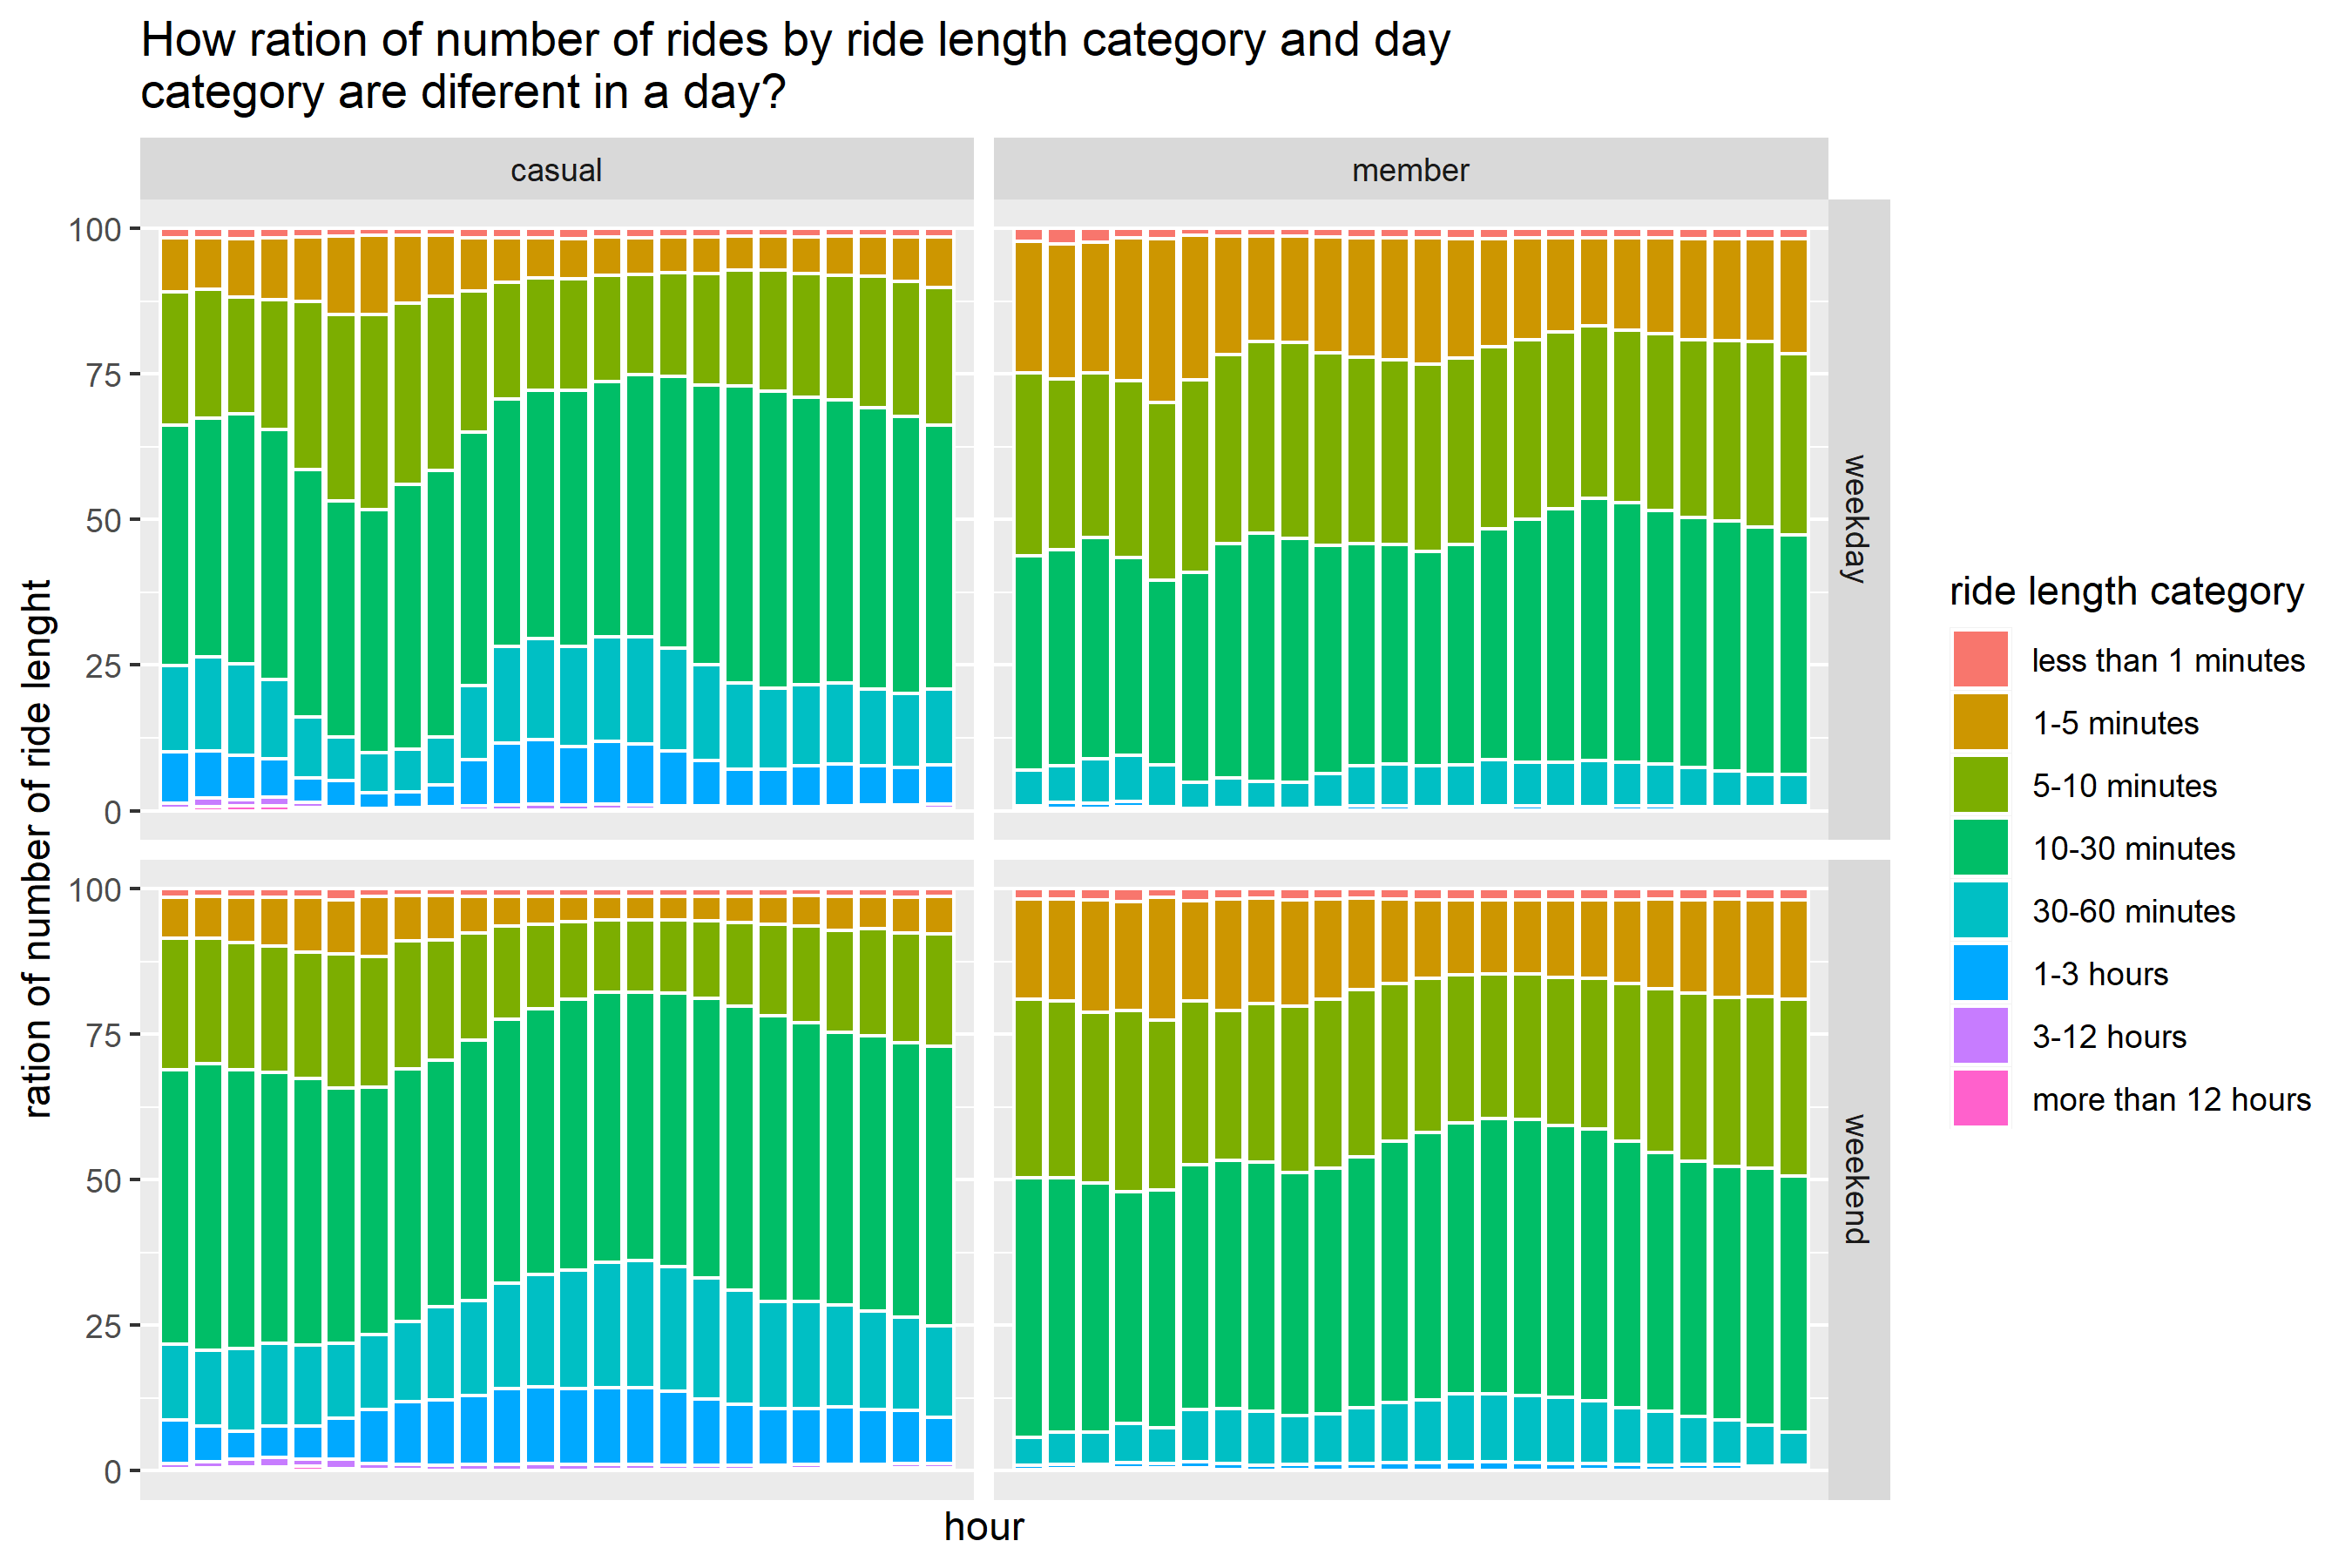 How ration of number of rides by ride length category and day
category are diferent in a day?
casual
member
100
75
50
25
0
weekday
100
75
50
25
0
weekend
ration of number of ride lenght
hour
ride length category
less than 1 minutes
1-5 minutes
5-10 minutes
10-30 minutes
30-60 minutes
1-3 hours
3-12 hours
more than 12 hours